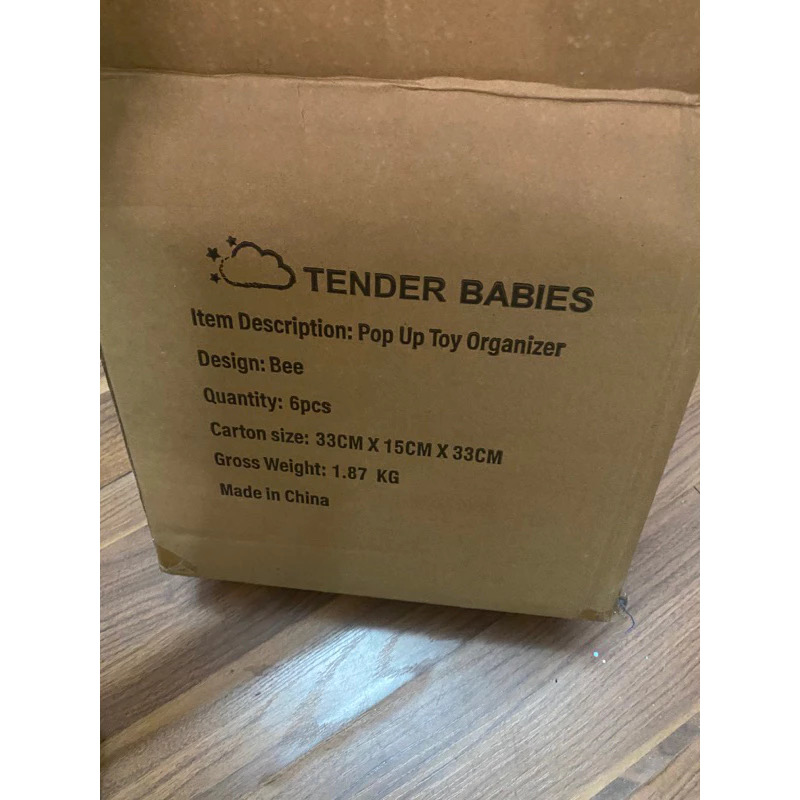 TENDER BABIES
Item Description: Pop Up Toy Organizer
Design: Bee
Quantity: 6pcs
Carton size: 33CM X 15CM X 33CM
Gross Weight: 1.87 KG
Made in China